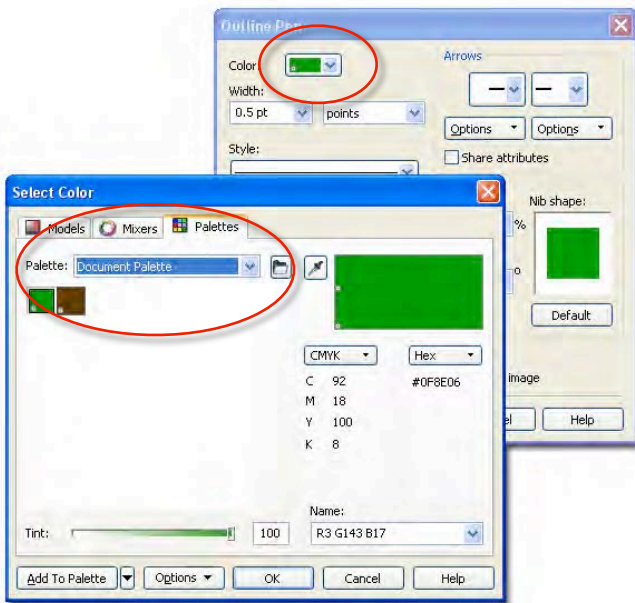 Outline Pen
Color:
Arrows
Width:
0.5 pt
points
Options
Options
Style:
Share attributes
Nib shape:
%
o
Default
image
el
Help
Select Color
Models
Mixers
Palettes
Palette:
Document Palette
CMYK
Hex
C 92
#0F8E06
M 18
Y 100
K 8
Name:
Tint:
100
R3 G143 B17
Add To Palette
Options
OK
Cancel
Help